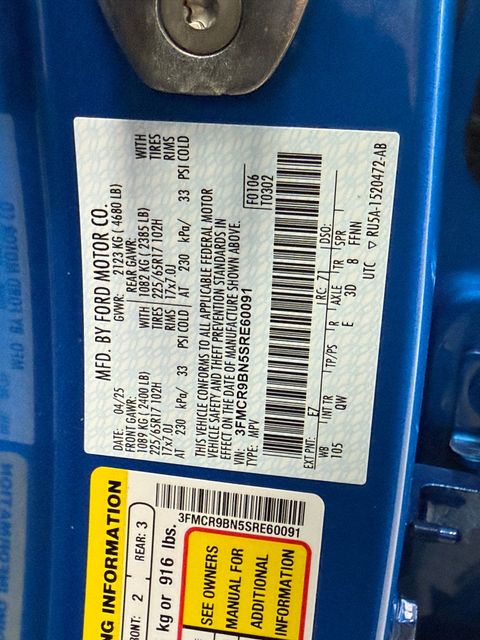 MFD. BY FORD MOTOR CO.
DATE: 04/25 GVWR: 2123 KG ( 4680 LB)
FRONT GAWR: REAR GAWR: WITH
1089 KG ( 2400 LB) WITH 1082 KG ( 2385 LB) TIRES
225/65R17 102H TIRES 225/65R17 102H RIMS
17x7.0J RIMS 17x7.0J
AT 230 kPa/ 33 PSI COLD AT 230 kPa/ 33 PSI COLD
THIS VEHICLE CONFORMS TO ALL APPLICABLE FEDERAL MOTOR
VEHICLE SAFETY AND THEFT PREVENTION STANDARDS IN
EFFECT ON THE DATE OF MANUFACTURE SHOWN ABOVE.
VIN: 3FMCR9BN5SRE60091
TYPE: MPV
F0106
T0302
EXT PNT: E7 RC: 71 DSO:
WB INT TR TP/PS R AXLE TR SPR
105 QW E 3D 8 FFNN
UTC ▽ RU5A-1520472-AB
3FMCR9BN5SRE60091
INFORMATION
2 REAR: 3
kg or 916 lbs.
SEE OWNERS
MANUAL FOR
ADDITIONAL
INFORMATION